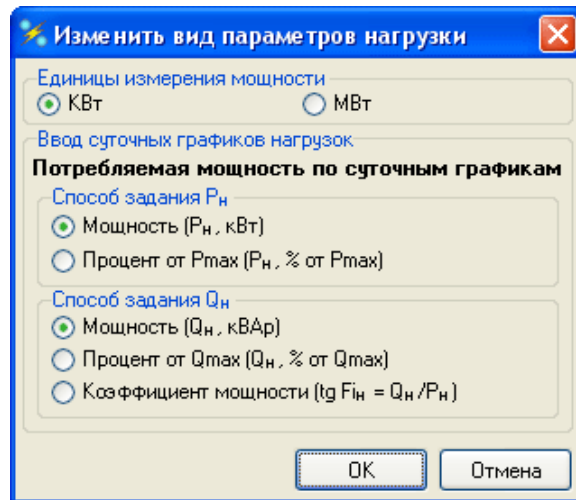 Изменить вид параметров нагрузки
Единицы измерения мощности
КВт МВт
Ввод суточных графиков нагрузок
Потребляемая мощность по суточным графикам
Способ задания Pн
Мощность (Pн, кВт)
Процент от Pmax (Pн, % от Pmax)
Способ задания Qн
Мощность (Qн, кВАр)
Процент от Qmax (Qн, % от Qmax)
Коэффициент мощности (tg Fiн = Qн/Pн)
OK Отмена